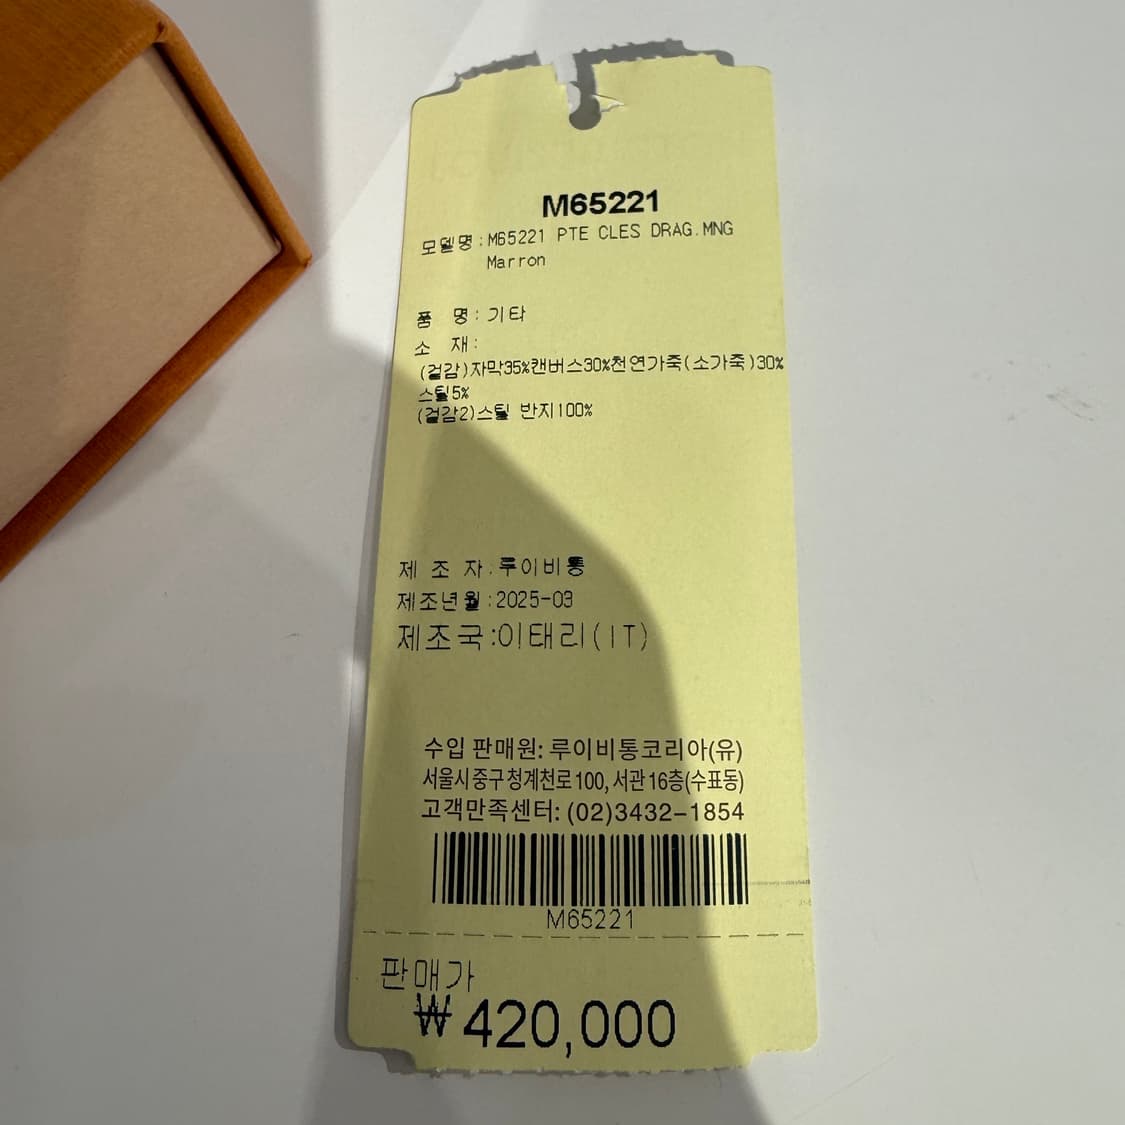 M65221
모델명:M65221 PTE CLES DRAG.MNG
Marron
품 명:기타
소 재:
(겉감)자막35%캔버스30%천연가죽(소가죽)30%
스틸5%
(겉감2)스틸 반지100%
제 조 자:루이비통
제조년월:2025-03
제조국:이태리(IT)
수입 판매원: 루이비통코리아(유)
서울시 중구 청계천로 100, 서관 16층(수표동)
고객만족센터: (02)3432-1854
M65221
판매가
₩420,000